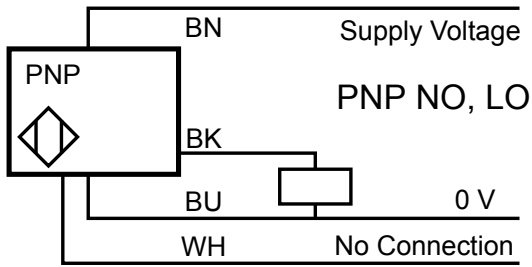 BN Supply Voltage
PNP
PNP NO, LO
BK
BU 0 V
WH No Connection